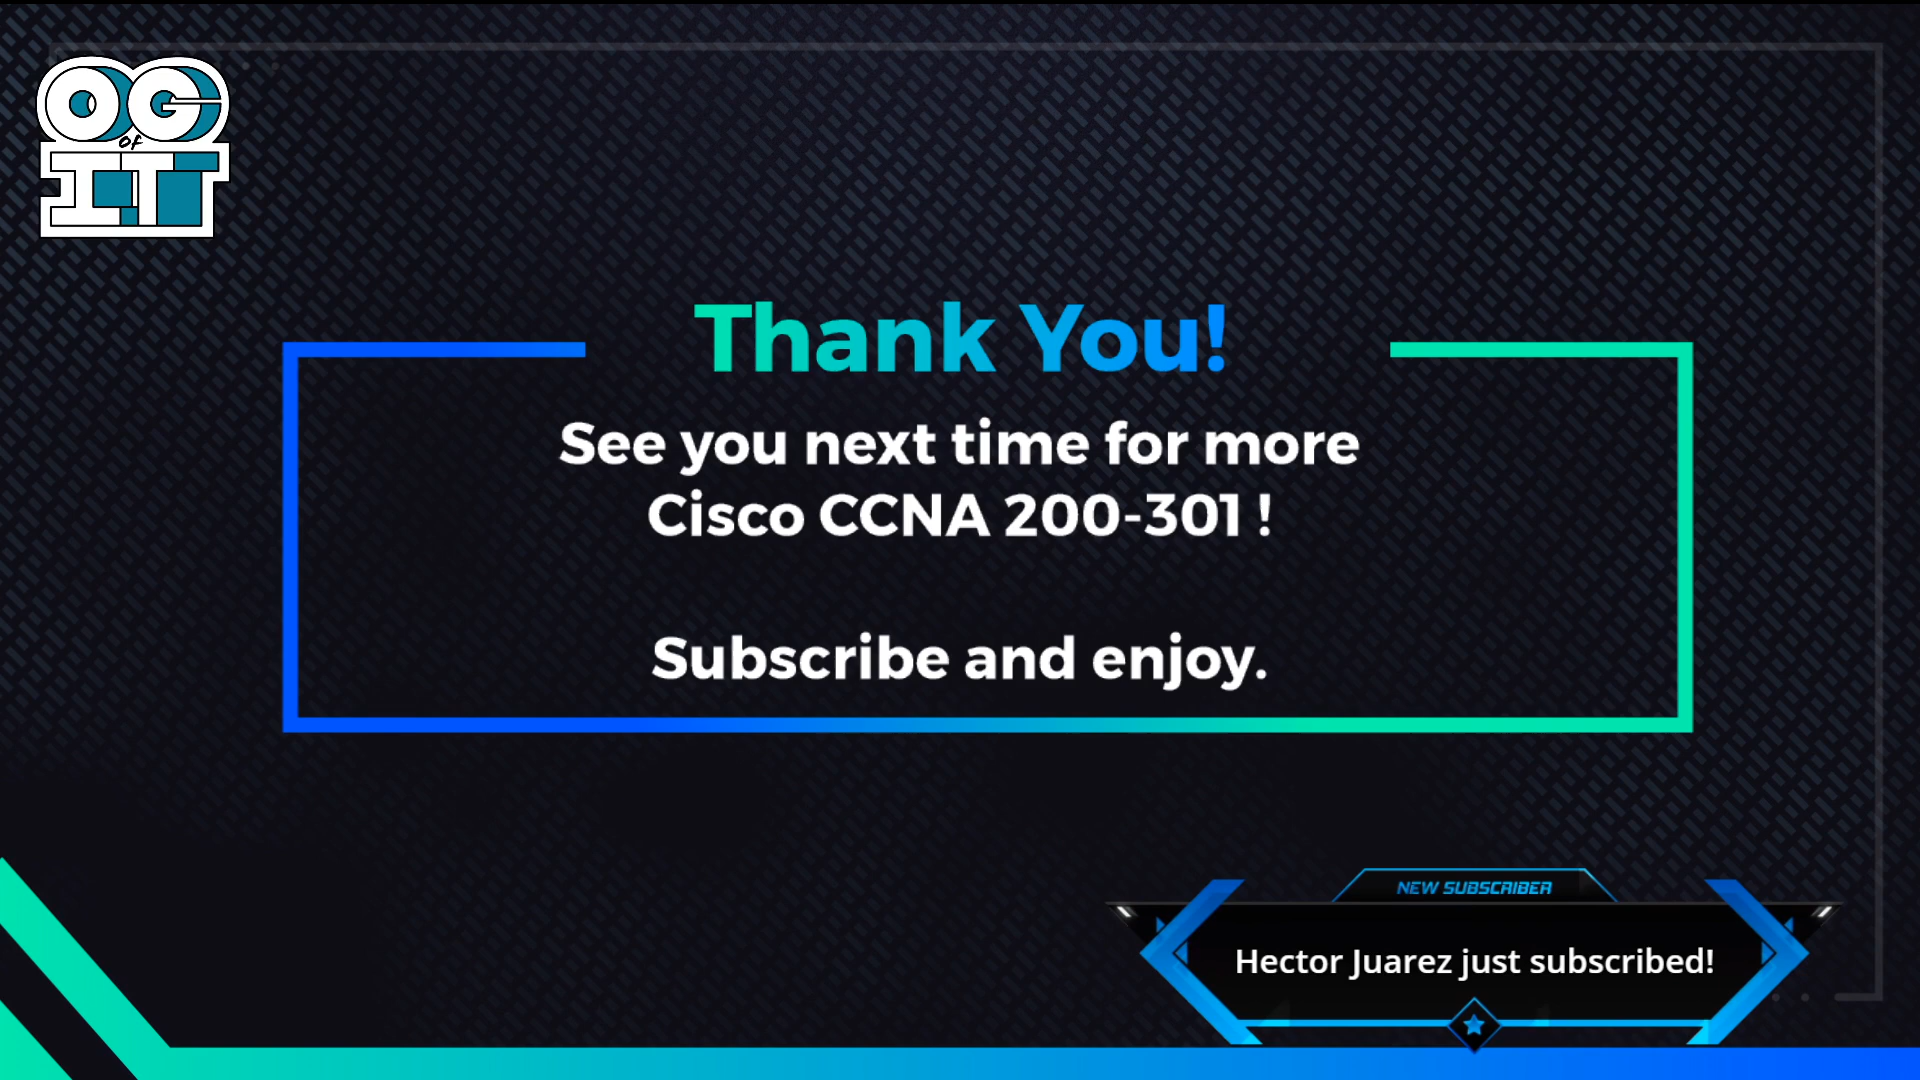 OG
of
IT
Thank You!
See you next time for more
Cisco CCNA 200-301 !
Subscribe and enjoy.
NEW SUBSCRIBER
Hector Juarez just subscribed!